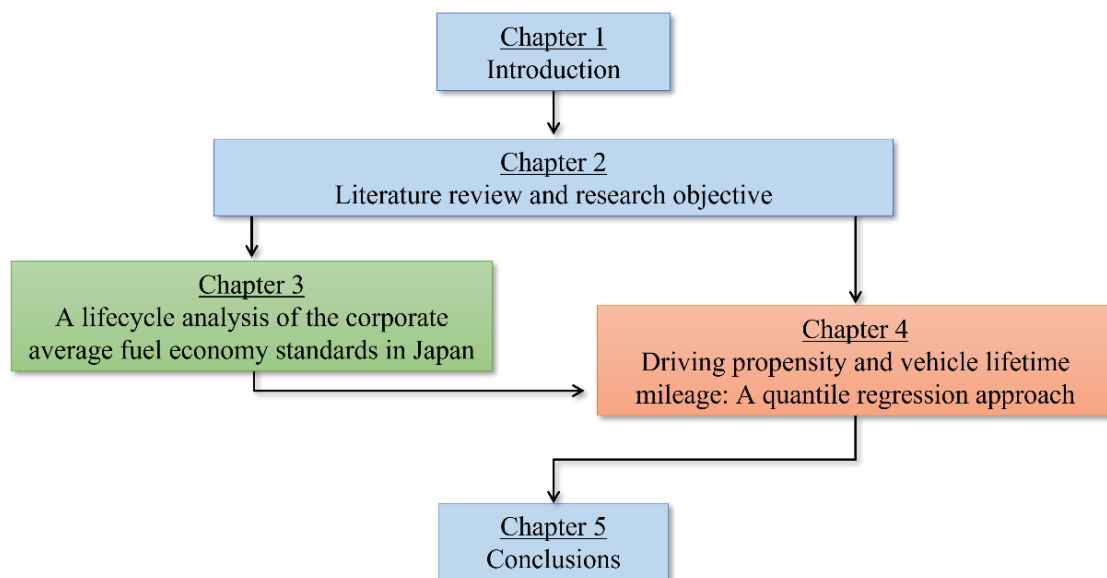 Chapter 1
Introduction
Chapter 2
Literature review and research objective
Chapter 3
A lifecycle analysis of the corporate
average fuel economy standards in Japan
Chapter 4
Driving propensity and vehicle lifetime
mileage: A quantile regression approach
Chapter 5
Conclusions